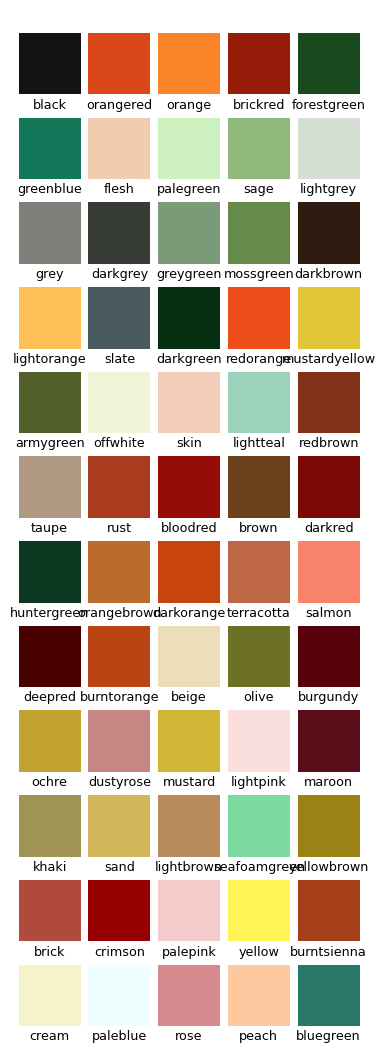 black orangered orange brickred forestgreen
greenblue flesh palegreen sage lightgrey
grey darkgrey greygreen mossgreen darkbrown
lightorange slate darkgreen redorange mustardyellow
armygreen offwhite skin lightteal redbrown
taupe rust bloodred brown darkred
huntergreen orangebrown darkorange terracotta salmon
deepred burntorange beige olive burgundy
ochre dustyrose mustard lightpink maroon
khaki sand lightbrown seafoamgreen yellowbrown
brick crimson palepink yellow burntsienna
cream paleblue rose peach bluegreen